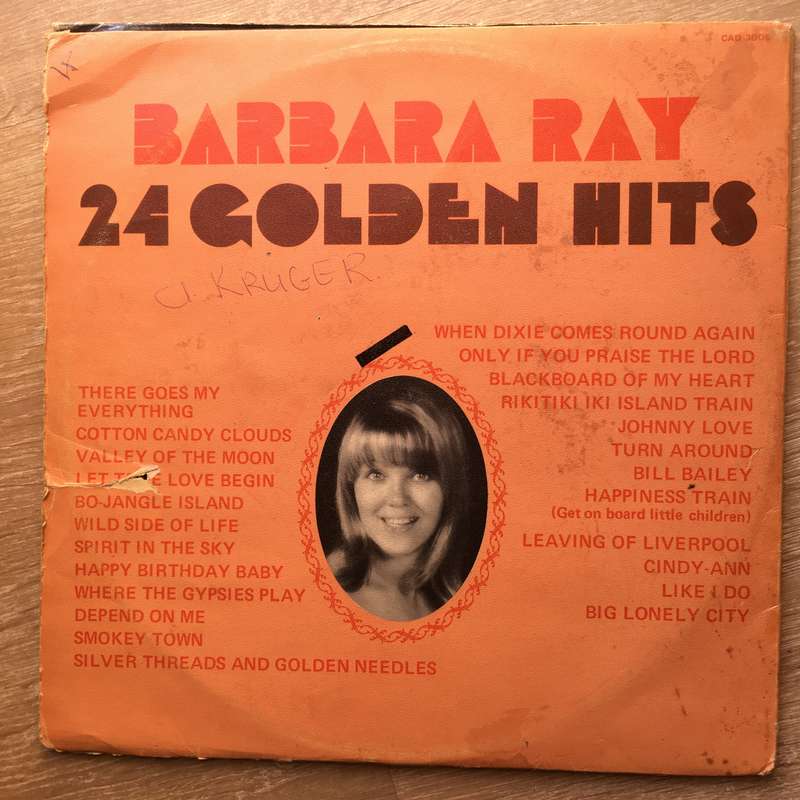 CAD 3006
BARBARA RAY
24 GOLDEN HITS
KRUGER.
THERE GOES MY
EVERYTHING
COTTON CANDY CLOUDS
VALLEY OF THE MOON
LET THE LOVE BEGIN
BO-JANGLE ISLAND
WILD SIDE OF LIFE
SPIRIT IN THE SKY
HAPPY BIRTHDAY BABY
WHERE THE GYPSIES PLAY
DEPEND ON ME
SMOKEY TOWN
SILVER THREADS AND GOLDEN NEEDLES
WHEN DIXIE COMES ROUND AGAIN
ONLY IF YOU PRAISE THE LORD
BLACKBOARD OF MY HEART
RIKITIKI IKI ISLAND TRAIN
JOHNNY LOVE
TURN AROUND
BILL BAILEY
HAPPINESS TRAIN
(Get on board little children)
LEAVING OF LIVERPOOL
CINDY-ANN
LIKE I DO
BIG LONELY CITY